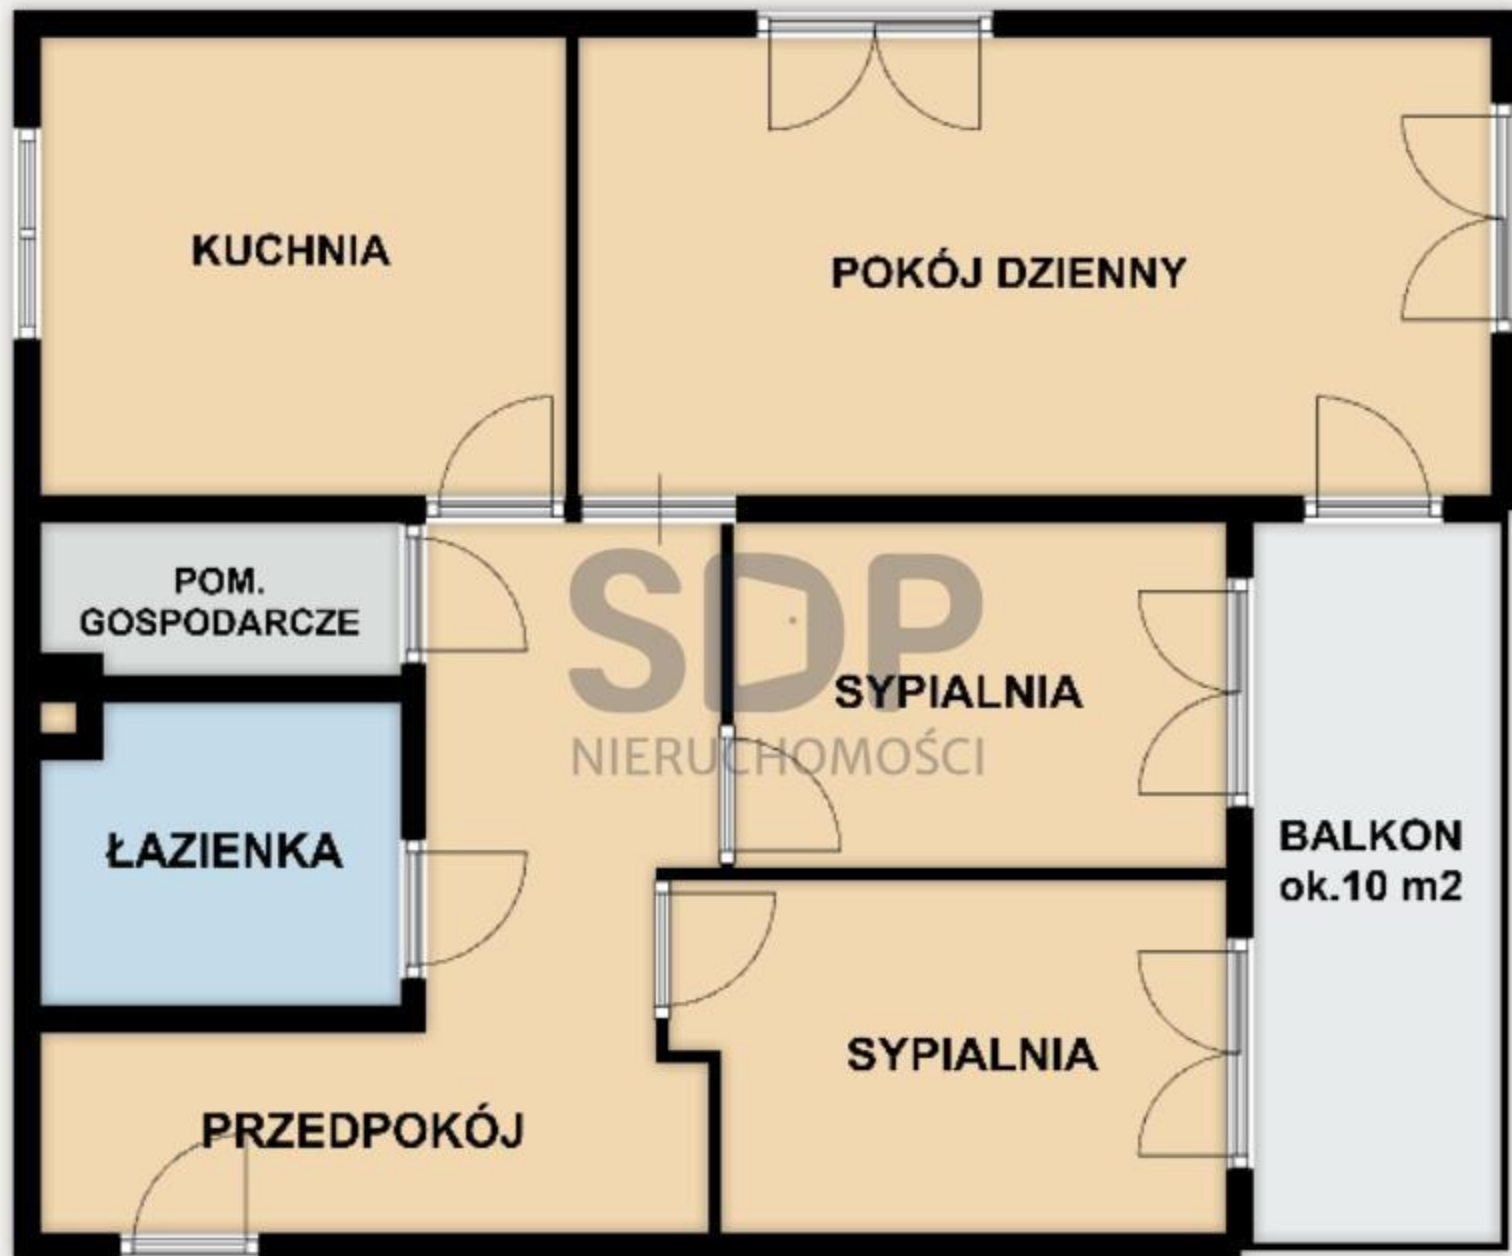 KUCHNIA
POKÓJ DZIENNY
POM.
GOSPODARCZE
SDP
NIERUCHOMOŚCI
SYPIALNIA
ŁAZIENKA
BALKON
ok.10 m2
SYPIALNIA
PRZEDPOKÓJ